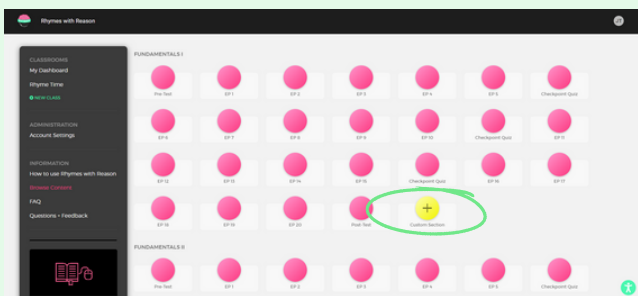 Rhymes with Reason
CLASSROOMS
My Dashboard
Rhyme Time
NEW CLASS
ADMINISTRATION
Account Settings
INFORMATION
How to use Rhymes with Reason
Browse Content
FAQ
Questions + Feedback
FUNDAMENTALS I
Pre-Test EP 1 EP 2 EP 3 EP 4 EP 5 Checkpoint Quiz
EP 6 EP 7 EP 8 EP 9 EP 10 Checkpoint Quiz EP 11
EP 12 EP 13 EP 14 EP 15 Checkpoint Quiz EP 16 EP 17
EP 18 EP 19 EP 20 Post-Test Custom Section
FUNDAMENTALS II
Pre-Test EP 1 EP 2 EP 3 EP 4 EP 5 Checkpoint Quiz